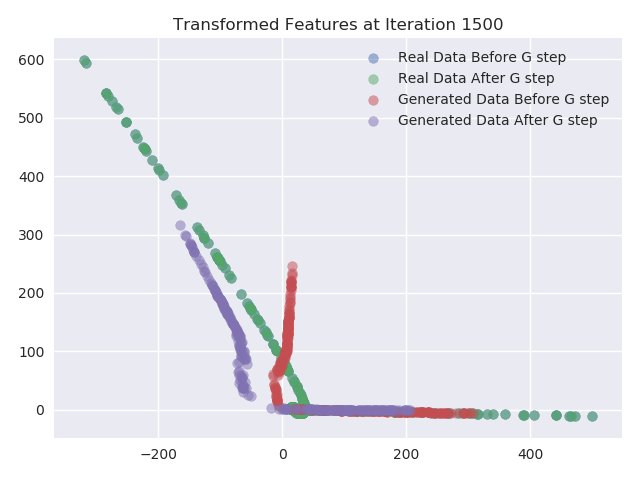 Transformed Features at Iteration 1500
Real Data Before G step
Real Data After G step
Generated Data Before G step
Generated Data After G step
600
500
400
300
200
100
0
−200
0
200
400